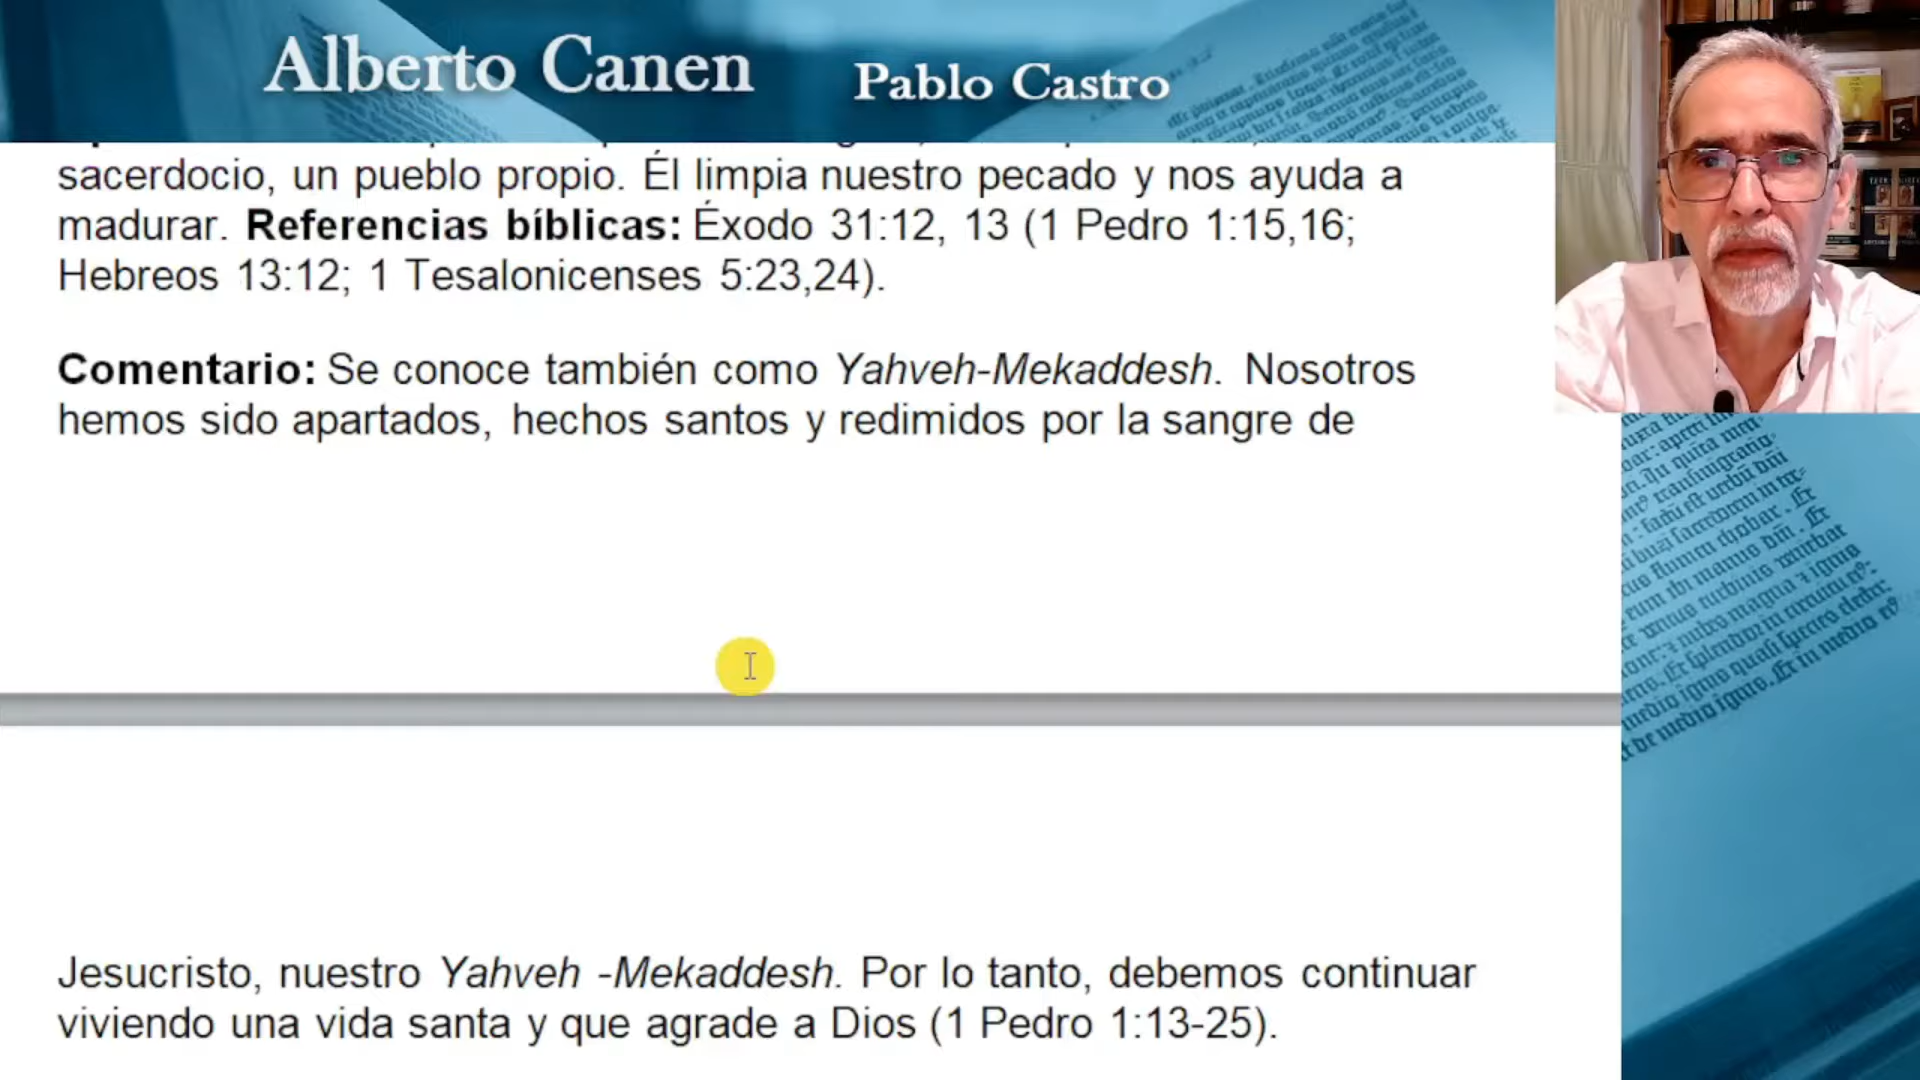 Alberto Canen
Pablo Castro
sacerdocio, un pueblo propio. Él limpia nuestro pecado y nos ayuda a
madurar. Referencias bíblicas: Éxodo 31:12, 13 (1 Pedro 1:15,16;
Hebreos 13:12; 1 Tesalonicenses 5:23,24).
Comentario: Se conoce también como Yahveh-Mekaddesh. Nosotros
hemos sido apartados, hechos santos y redimidos por la sangre de
Jesucristo, nuestro Yahveh -Mekaddesh. Por lo tanto, debemos continuar
viviendo una vida santa y que agrade a Dios (1 Pedro 1:13-25).